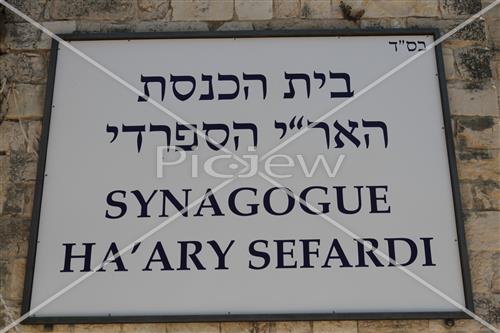 בס"ד
בית הכנסת
האר"י הספרדי
PicJew
SYNAGOGUE
HA'ARY SEFARDI